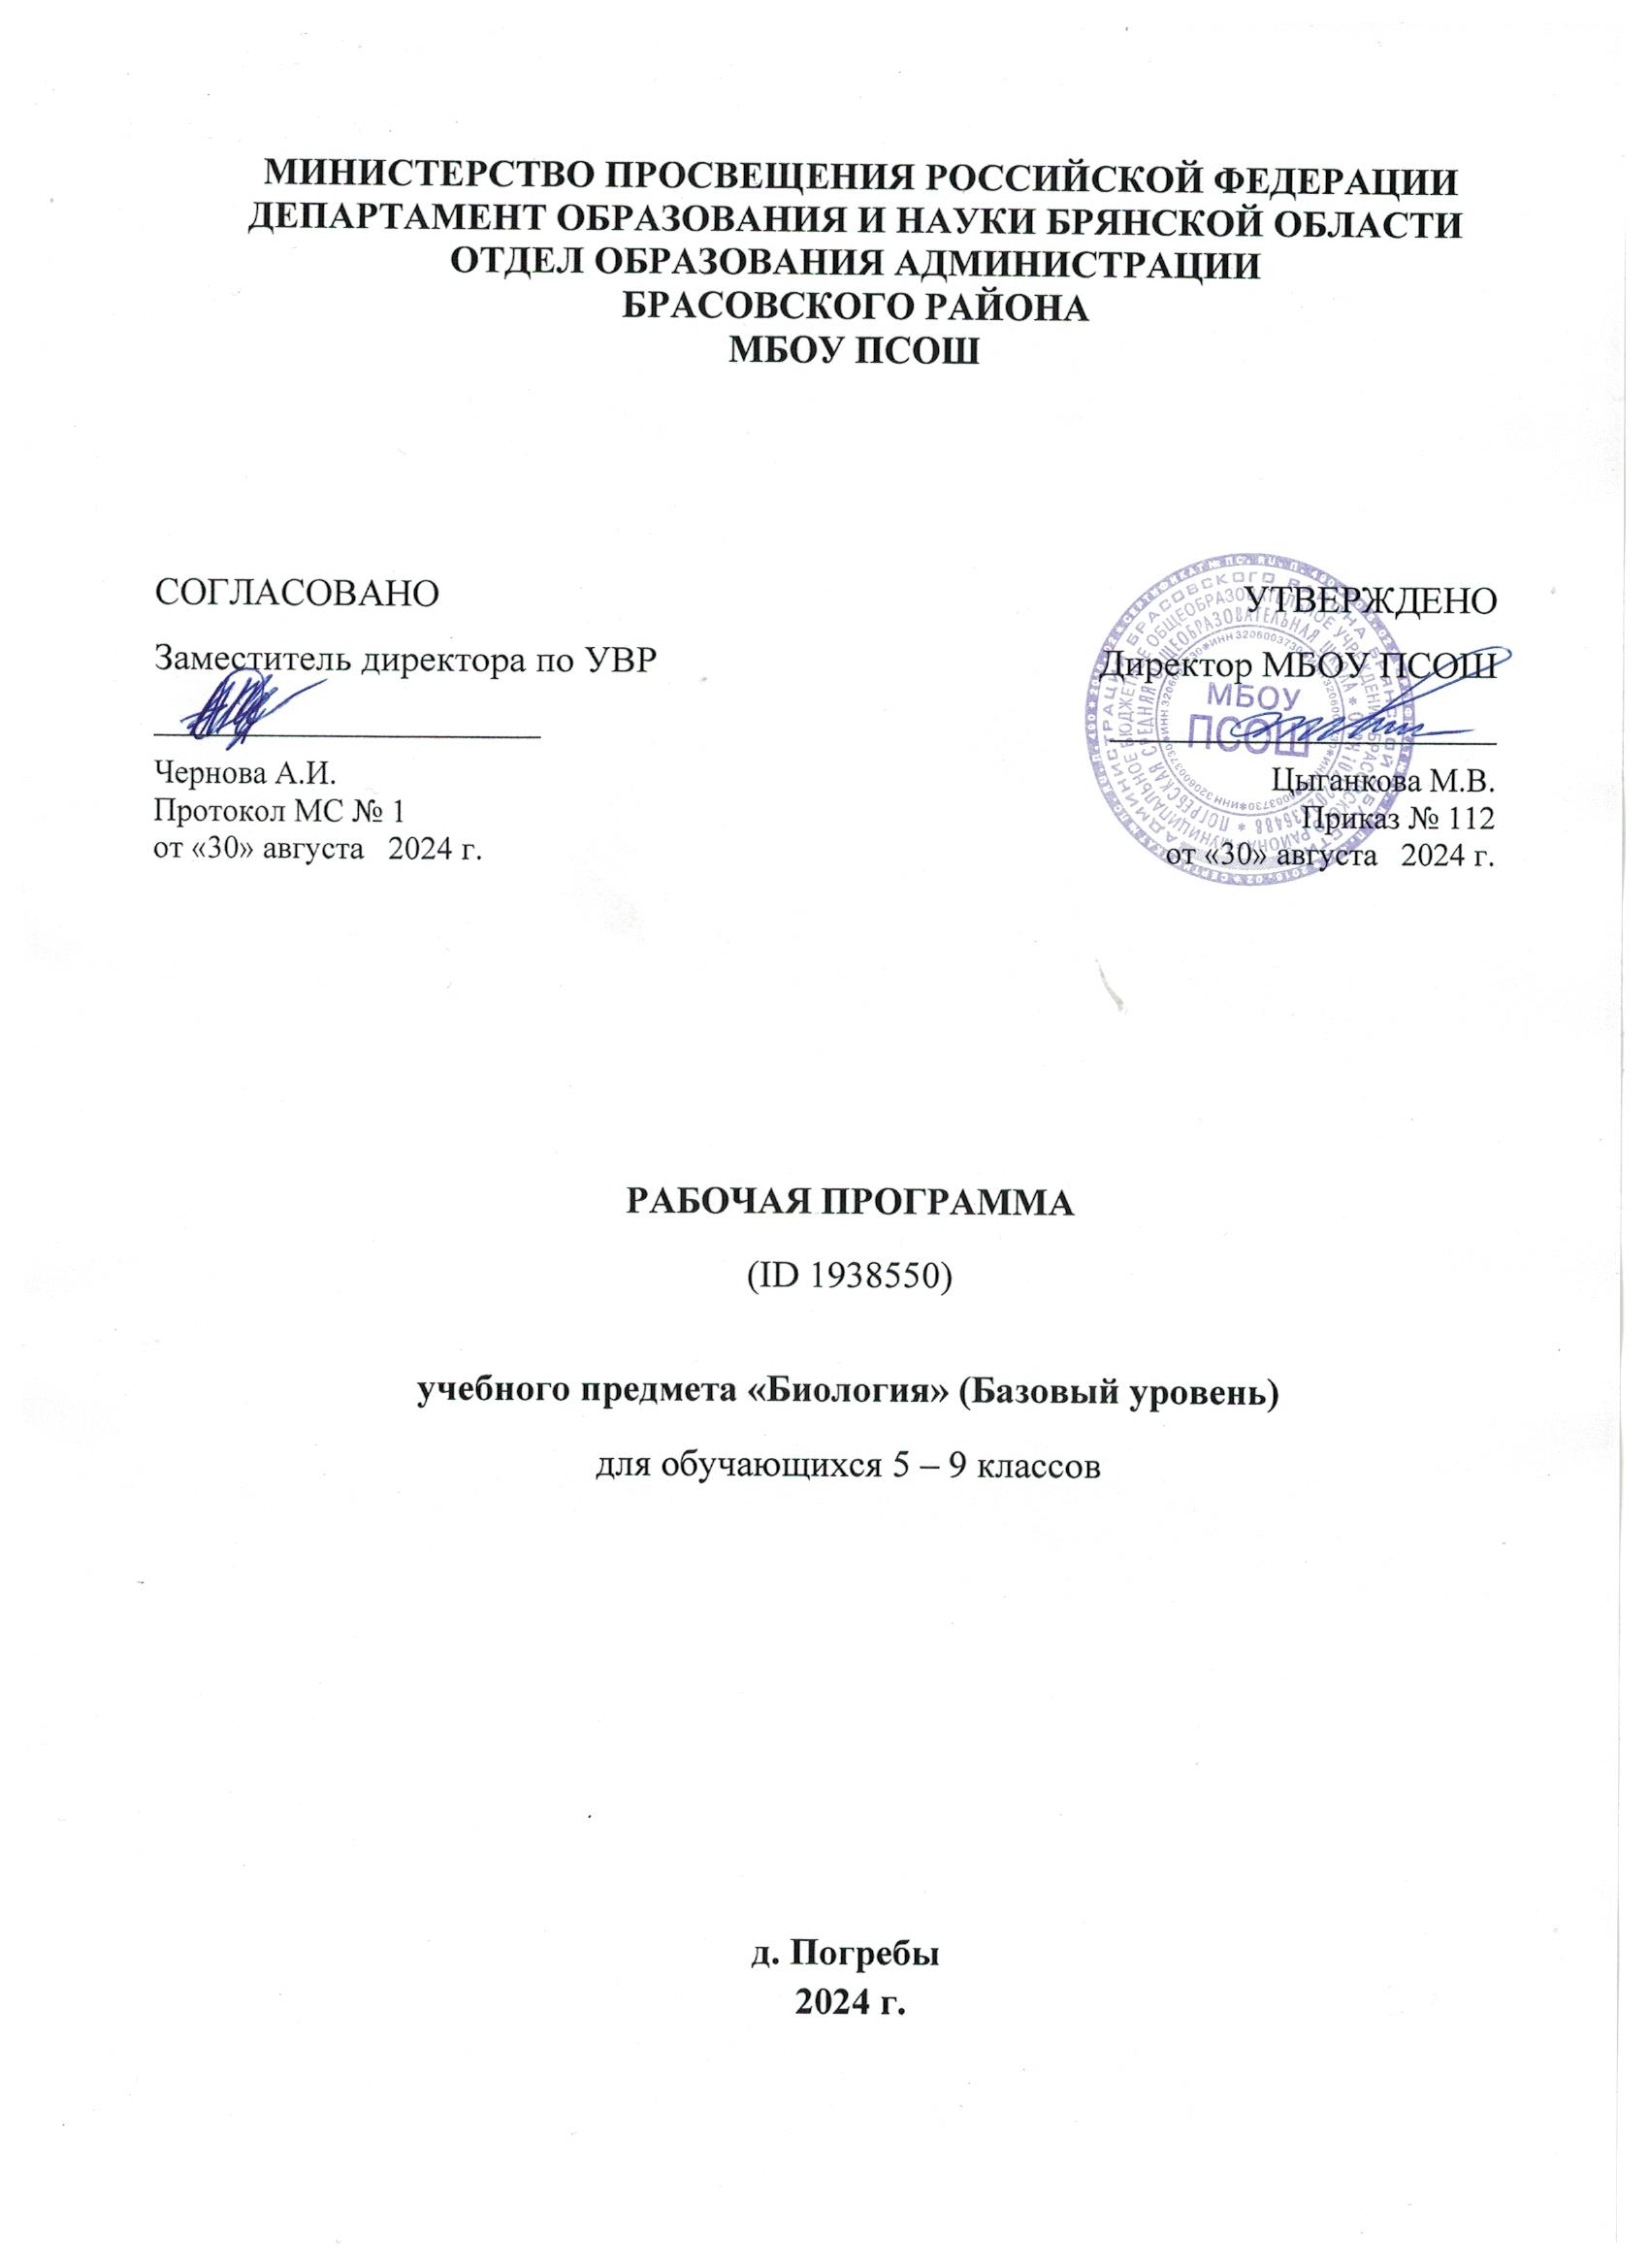 МИНИСТЕРСТВО ПРОСВЕЩЕНИЯ РОССИЙСКОЙ ФЕДЕРАЦИИ
ДЕПАРТАМЕНТ ОБРАЗОВАНИЯ И НАУКИ БРЯНСКОЙ ОБЛАСТИ
ОТДЕЛ ОБРАЗОВАНИЯ АДМИНИСТРАЦИИ
БРАСОВСКОГО РАЙОНА
МБОУ ПСОШ
СОГЛАСОВАНО
Заместитель директора по УВР
Чернова А.И.
Протокол МС № 1
от «30» августа 2024 г.
УТВЕРЖДЕНО
Директор МБОУ ПСОШ
МБОУ
ПСОШ
Цыганкова М.В.
Приказ № 112
от «30» августа 2024 г.
РАБОЧАЯ ПРОГРАММА
(ID 1938550)
учебного предмета «Биология» (Базовый уровень)
для обучающихся 5 – 9 классов
д. Погребы
2024 г.